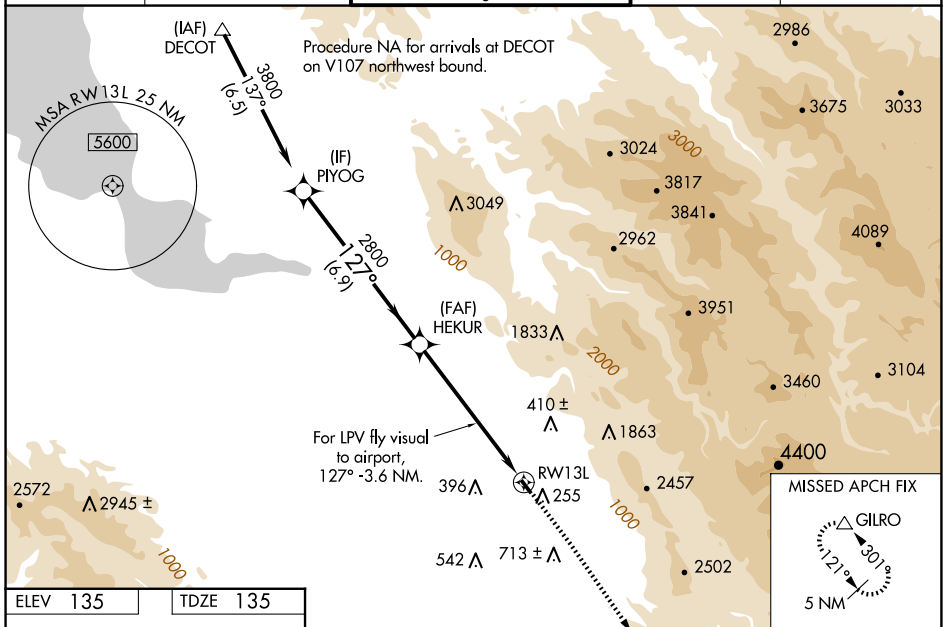 (IAF)
DECOT
Procedure NA for arrivals at DECOT
on V107 northwest bound.
2986
3800
137°
(6.5)
MSA RW 13L 25 NM
5600
3675
3033
3000
3024
(IF)
PIYOG
3817
3049
3841
2800
127°
(6.9)
1000
2962
4089
(FAF)
HEKUR
3951
1833
2000
3104
3460
410 ±
For LPV fly visual
to airport,
127° -3.6 NM.
1863
4400
RW13L
396
255
2457
1000
2572
2945 ±
1000
MISSED APCH FIX
GILRO
301°
121°
5 NM
542
713 ±
2502
ELEV 135
TDZE 135